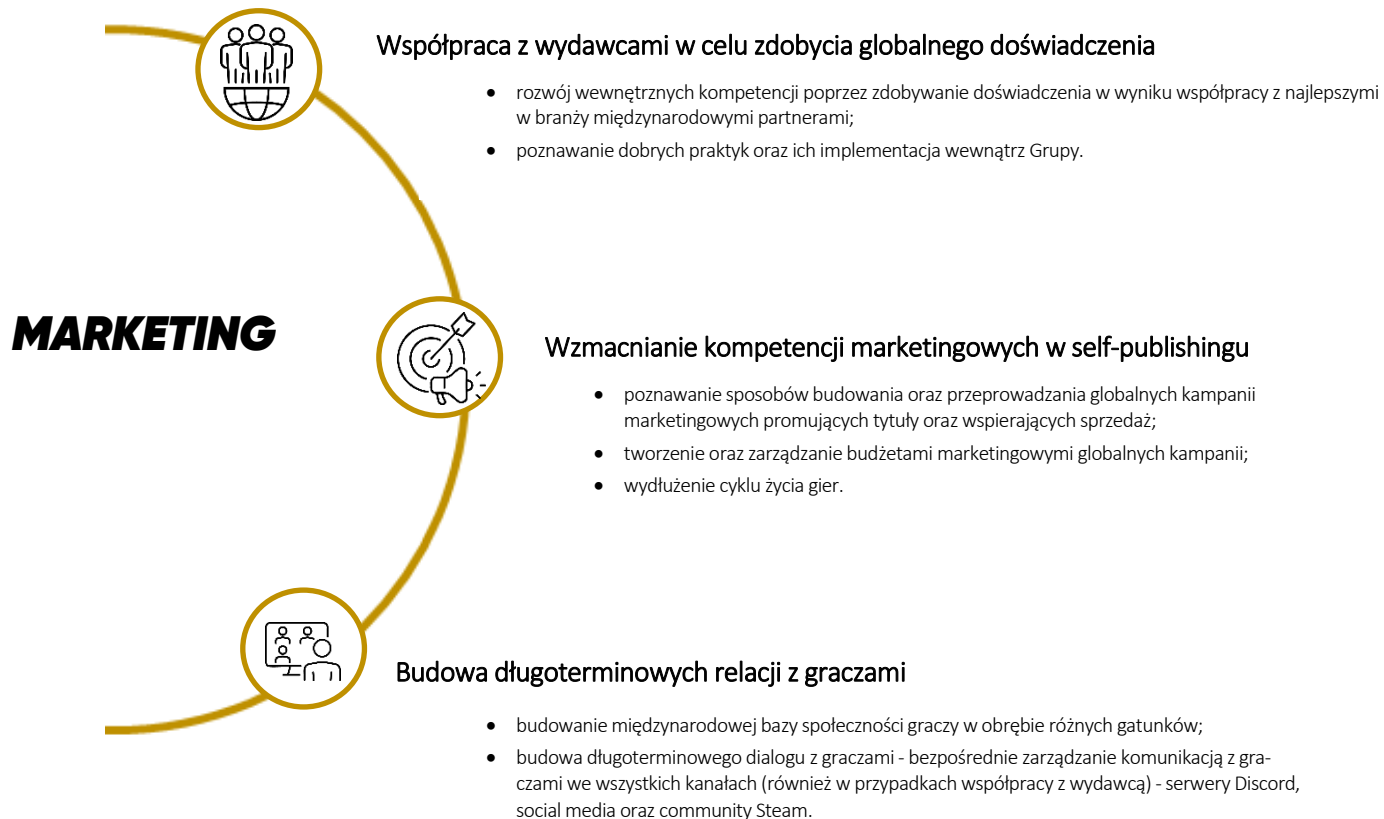 Współpraca z wydawcami w celu zdobycia globalnego doświadczenia
• rozwój wewnętrznych kompetencji poprzez zdobywanie doświadczenia w wyniku współpracy z najlepszymi
w branży międzynarodowymi partnerami;
• poznawanie dobrych praktyk oraz ich implementacja wewnątrz Grupy.
MARKETING
Wzmacnianie kompetencji marketingowych w self-publishingu
• poznawanie sposobów budowania oraz przeprowadzania globalnych kampanii
marketingowych promujących tytuły oraz wspierających sprzedaż;
• tworzenie oraz zarządzanie budżetami marketingowymi globalnych kampanii;
• wydłużenie cyklu życia gier.
Budowa długoterminowych relacji z graczami
• budowanie międzynarodowej bazy społeczności graczy w obrębie różnych gatunków;
• budowa długoterminowego dialogu z graczami - bezpośrednie zarządzanie komunikacją z gra-
czami we wszystkich kanałach (również w przypadkach współpracy z wydawcą) - serwery Discord,
social media oraz community Steam.